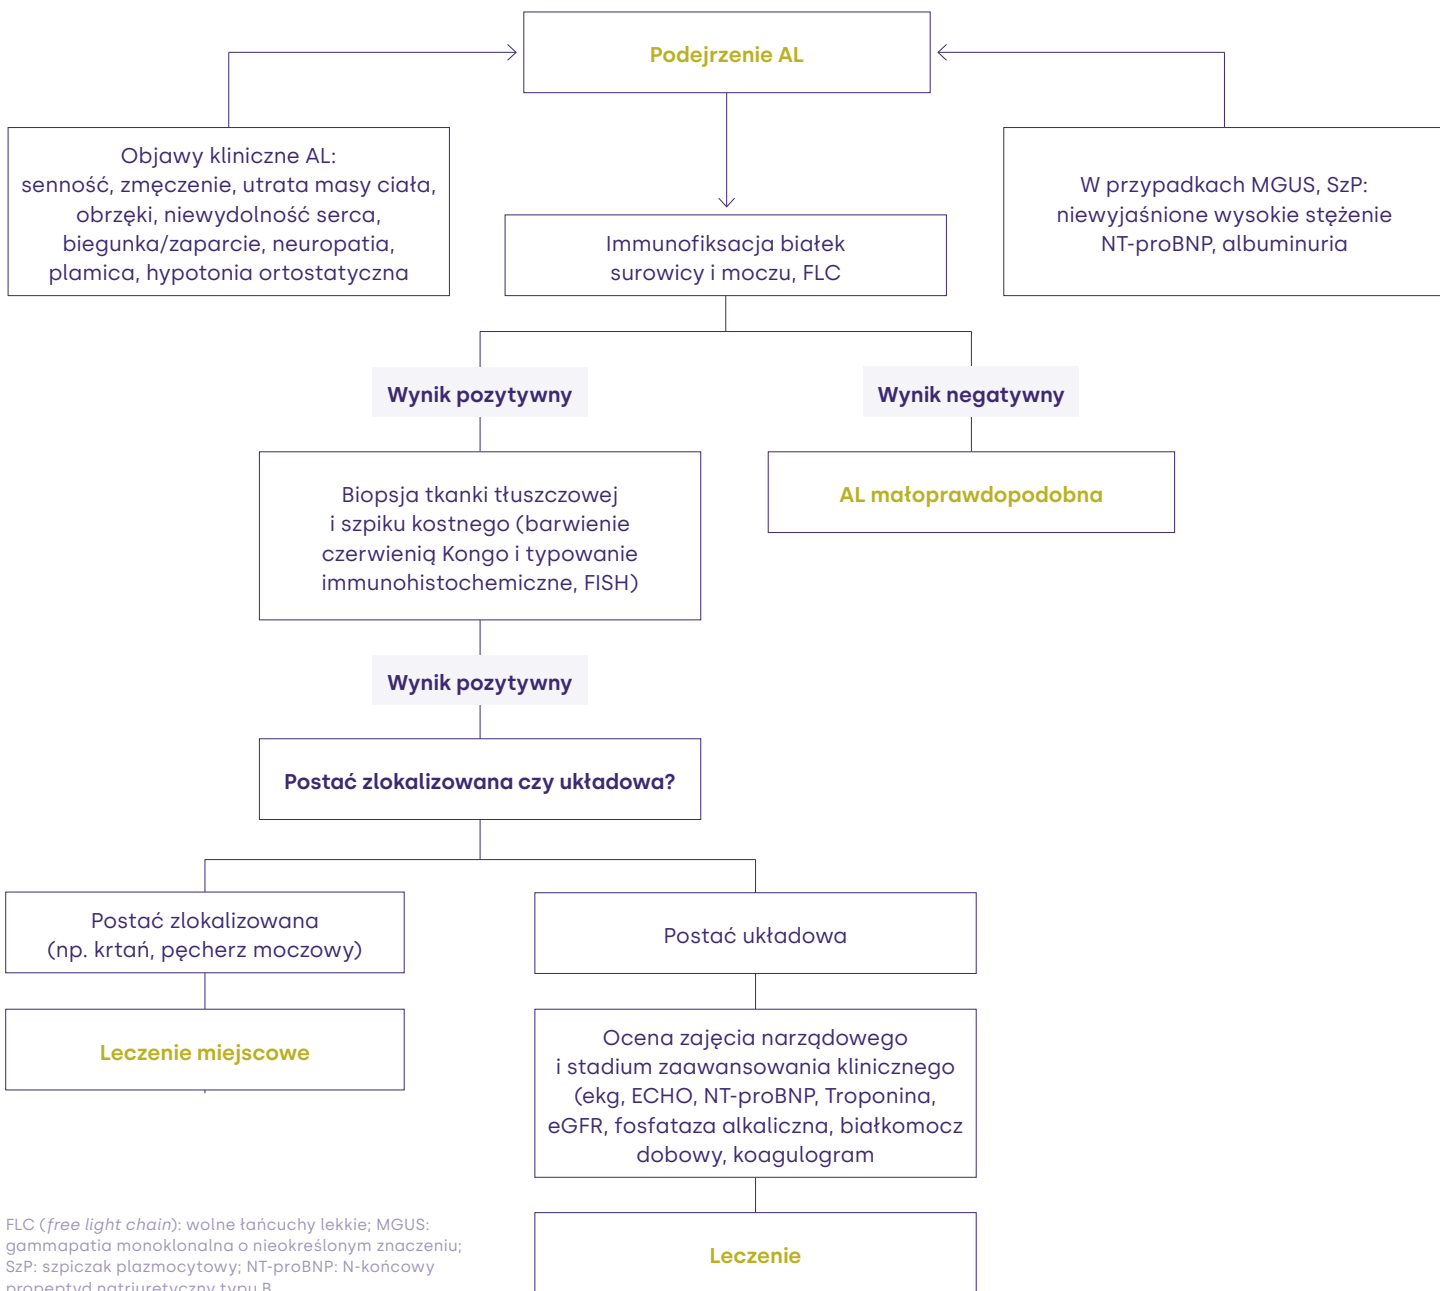 Podejrzenie AL
Objawy kliniczne AL:
senność, zmęczenie, utrata masy ciała,
obrzęki, niewydolność serca,
biegunka/zaparcie, neuropatia,
plamica, hypotonia ortostatyczna
W przypadkach MGUS, SzP:
niewyjaśnione wysokie stężenie
NT-proBNP, albuminuria
Immunofiksacja białek
surowicy i moczu, FLC
Wynik pozytywny
Wynik negatywny
Biopsja tkanki tłuszczowej
i szpiku kostnego (barwienie
czerwienią Kongo i typowanie
immunohistochemiczne, FISH)
AL małoprawdopodobna
Wynik pozytywny
Postać zlokalizowana czy układowa?
Postać zlokalizowana
(np. krtań, pęcherz moczowy)
Postać układowa
Leczenie miejscowe
Ocena zajęcia narządowego
i stadium zaawansowania klinicznego
(ekg, ECHO, NT-proBNP, Troponina,
eGFR, fosfataza alkaliczna, białkomocz
dobowy, koagulogram
Leczenie
FLC (free light chain): wolne łańcuchy lekkie; MGUS:
gammapatia monoklonalna o nieokreślonym znaczeniu;
SzP: szpiczak plazmocytowy; NT-proBNP: N-końcowy
propeptyd natriuretyczny typu B